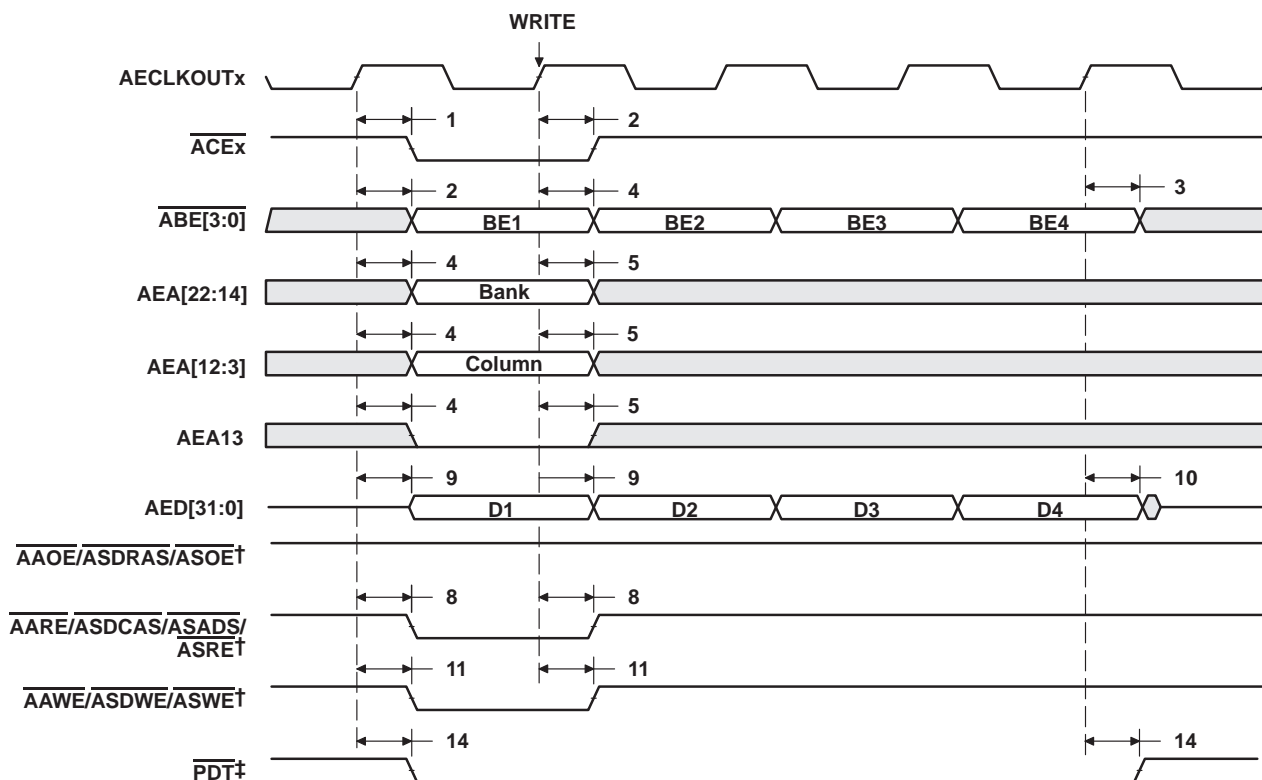 WRITE
AECLKOUTx
1 2
ACEx
2 4 3
ABE[3:0] BE1 BE2 BE3 BE4
4 5
AEA[22:14] Bank
4 5
AEA[12:3] Column
4 5
AEA13
9 9 10
AED[31:0] D1 D2 D3 D4
AAOE/ASDRAS/ASOE†
8 8
AARE/ASDCAS/ASADS/
ASRE†
11 11
AAWE/ASDWE/ASWE†
14 14
PDT‡